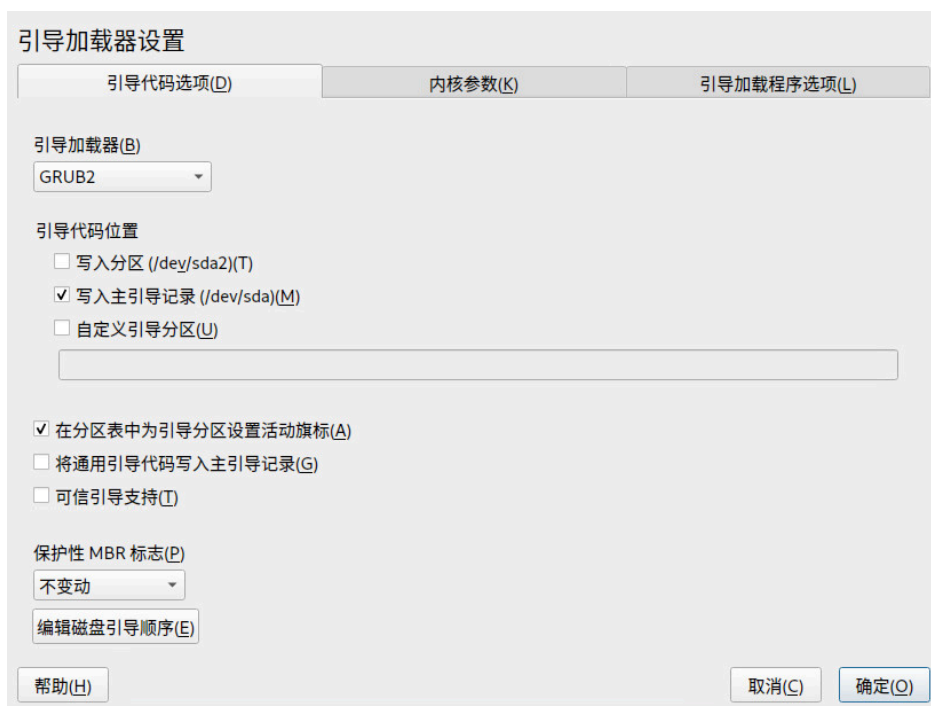 引导加载器设置
引导代码选项(D) 内核参数(K) 引导加载程序选项(L)
引导加载器(B)
GRUB2
引导代码位置
写入分区 (/dev/sda2)(T)
写入主引导记录 (/dev/sda)(M)
自定义引导分区(U)
在分区表中为引导分区设置活动旗标(A)
将通用引导代码写入主引导记录(G)
可信引导支持(T)
保护性 MBR 标志(P)
不变动
编辑磁盘引导顺序(E)
帮助(H) 取消(C) 确定(O)